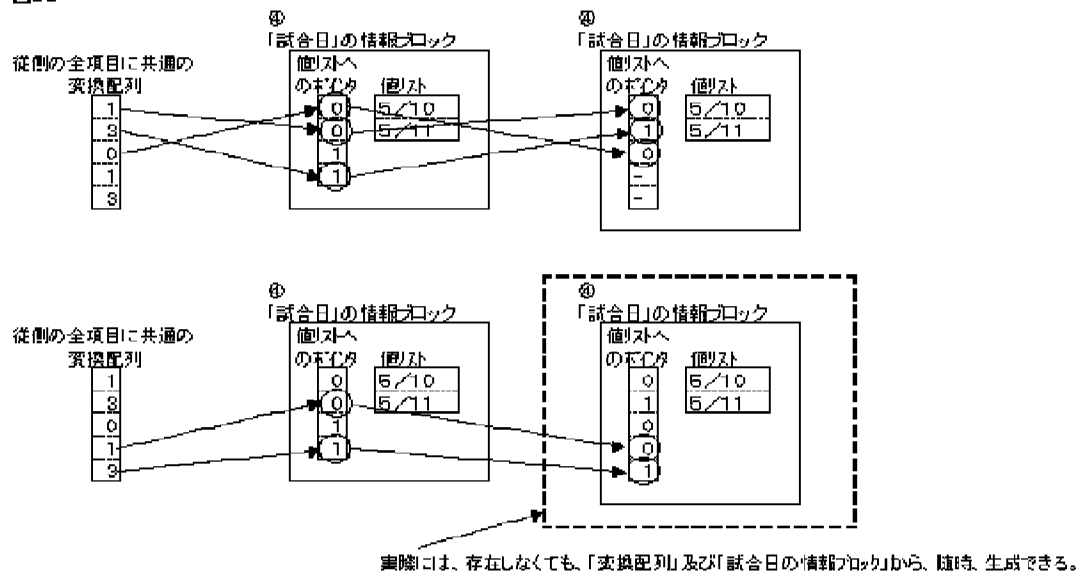 ④
「試合日」の情報ブロック
④
「試合日」の情報ブロック
従側の全項目に共通の
変換配列
1
3
0
1
3
値リストへ
のポインタ
0
0
1
1
値リスト
5/10
5/11
値リストへ
のポインタ
0
1
0
-
-
値リスト
5/10
5/11
④
「試合日」の情報ブロック
④
「試合日」の情報ブロック
従側の全項目に共通の
変換配列
1
3
0
1
3
値リストへ
のポインタ
0
0
1
1
値リスト
5/10
5/11
値リストへ
のポインタ
0
1
0
0
1
値リスト
5/10
5/11
実際には、存在しなくても、「変換配列」及び「試合日の情報ブロック」から、随時、生成できる。